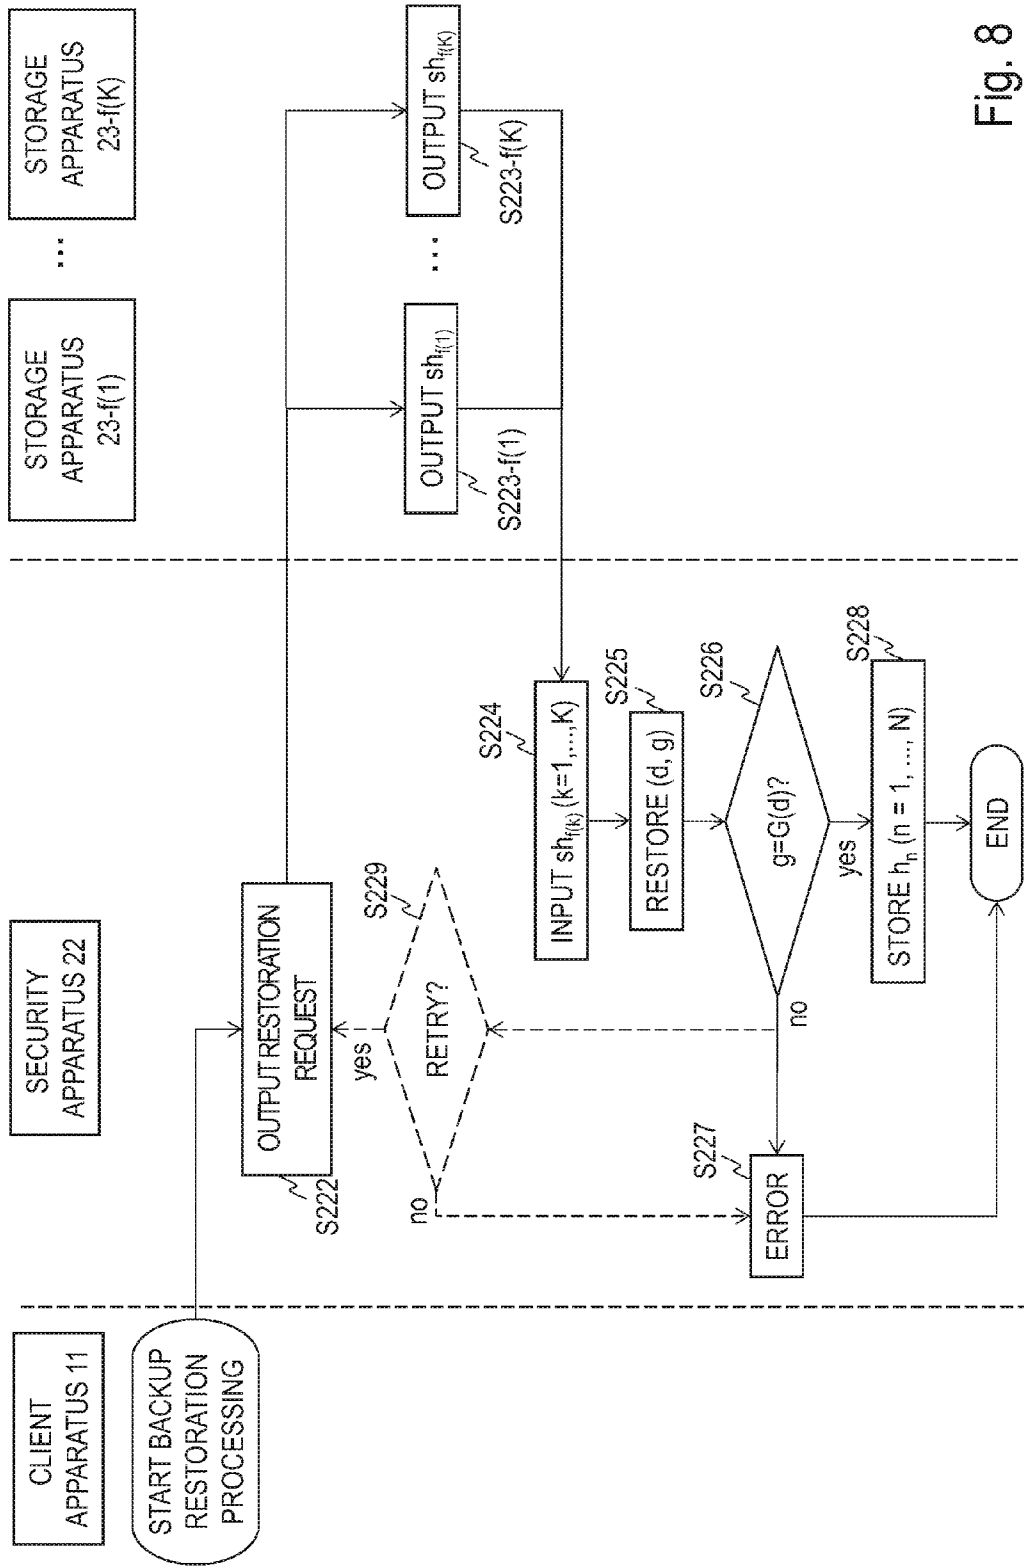 CLIENT
APPARATUS 11
SECURITY
APPARATUS 22
STORAGE
APPARATUS
23-f(1)
...
STORAGE
APPARATUS
23-f(K)
START BACKUP
RESTORATION
PROCESSING
OUTPUT RESTORATION
REQUEST
S222
OUTPUT sh_f(1)
S223-f(1)
...
OUTPUT sh_f(K)
S223-f(K)
yes
RETRY?
S229
no
INPUT sh_f(k) (k=1,...,K)
S224
RESTORE (d, g)
S225
g=G(d)?
S226
no
yes
ERROR
S227
STORE h_n (n = 1, ..., N)
S228
END
Fig. 8